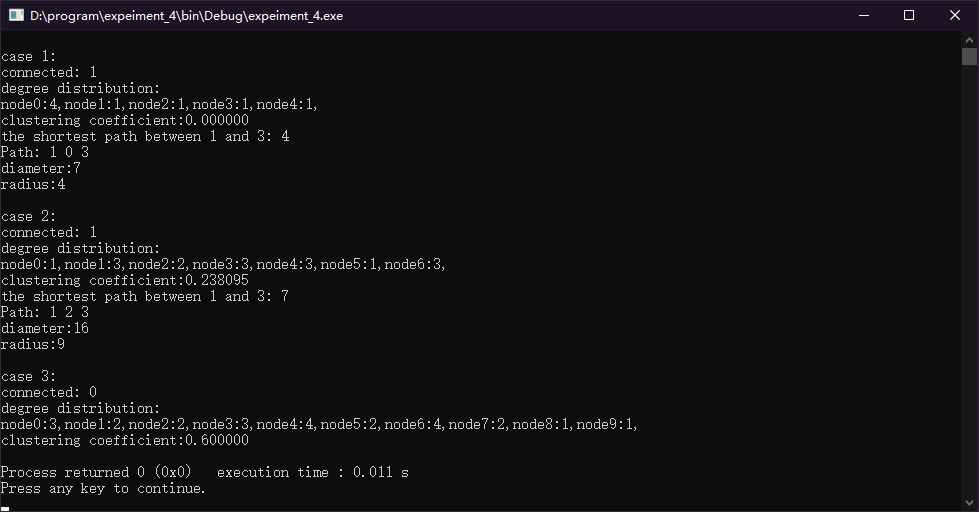 D:\program\expeiment_4\bin\Debug\expeiment_4.exe
case 1:
connected: 1
degree distribution:
node0:4,node1:1,node2:1,node3:1,node4:1,
clustering coefficient:0.000000
the shortest path between 1 and 3: 4
Path: 1 0 3
diameter:7
radius:4
case 2:
connected: 1
degree distribution:
node0:1,node1:3,node2:2,node3:3,node4:3,node5:1,node6:3,
clustering coefficient:0.238095
the shortest path between 1 and 3: 7
Path: 1 2 3
diameter:16
radius:9
case 3:
connected: 0
degree distribution:
node0:3,node1:2,node2:2,node3:3,node4:4,node5:2,node6:4,node7:2,node8:1,node9:1,
clustering coefficient:0.600000
Process returned 0 (0x0)   execution time : 0.011 s
Press any key to continue.